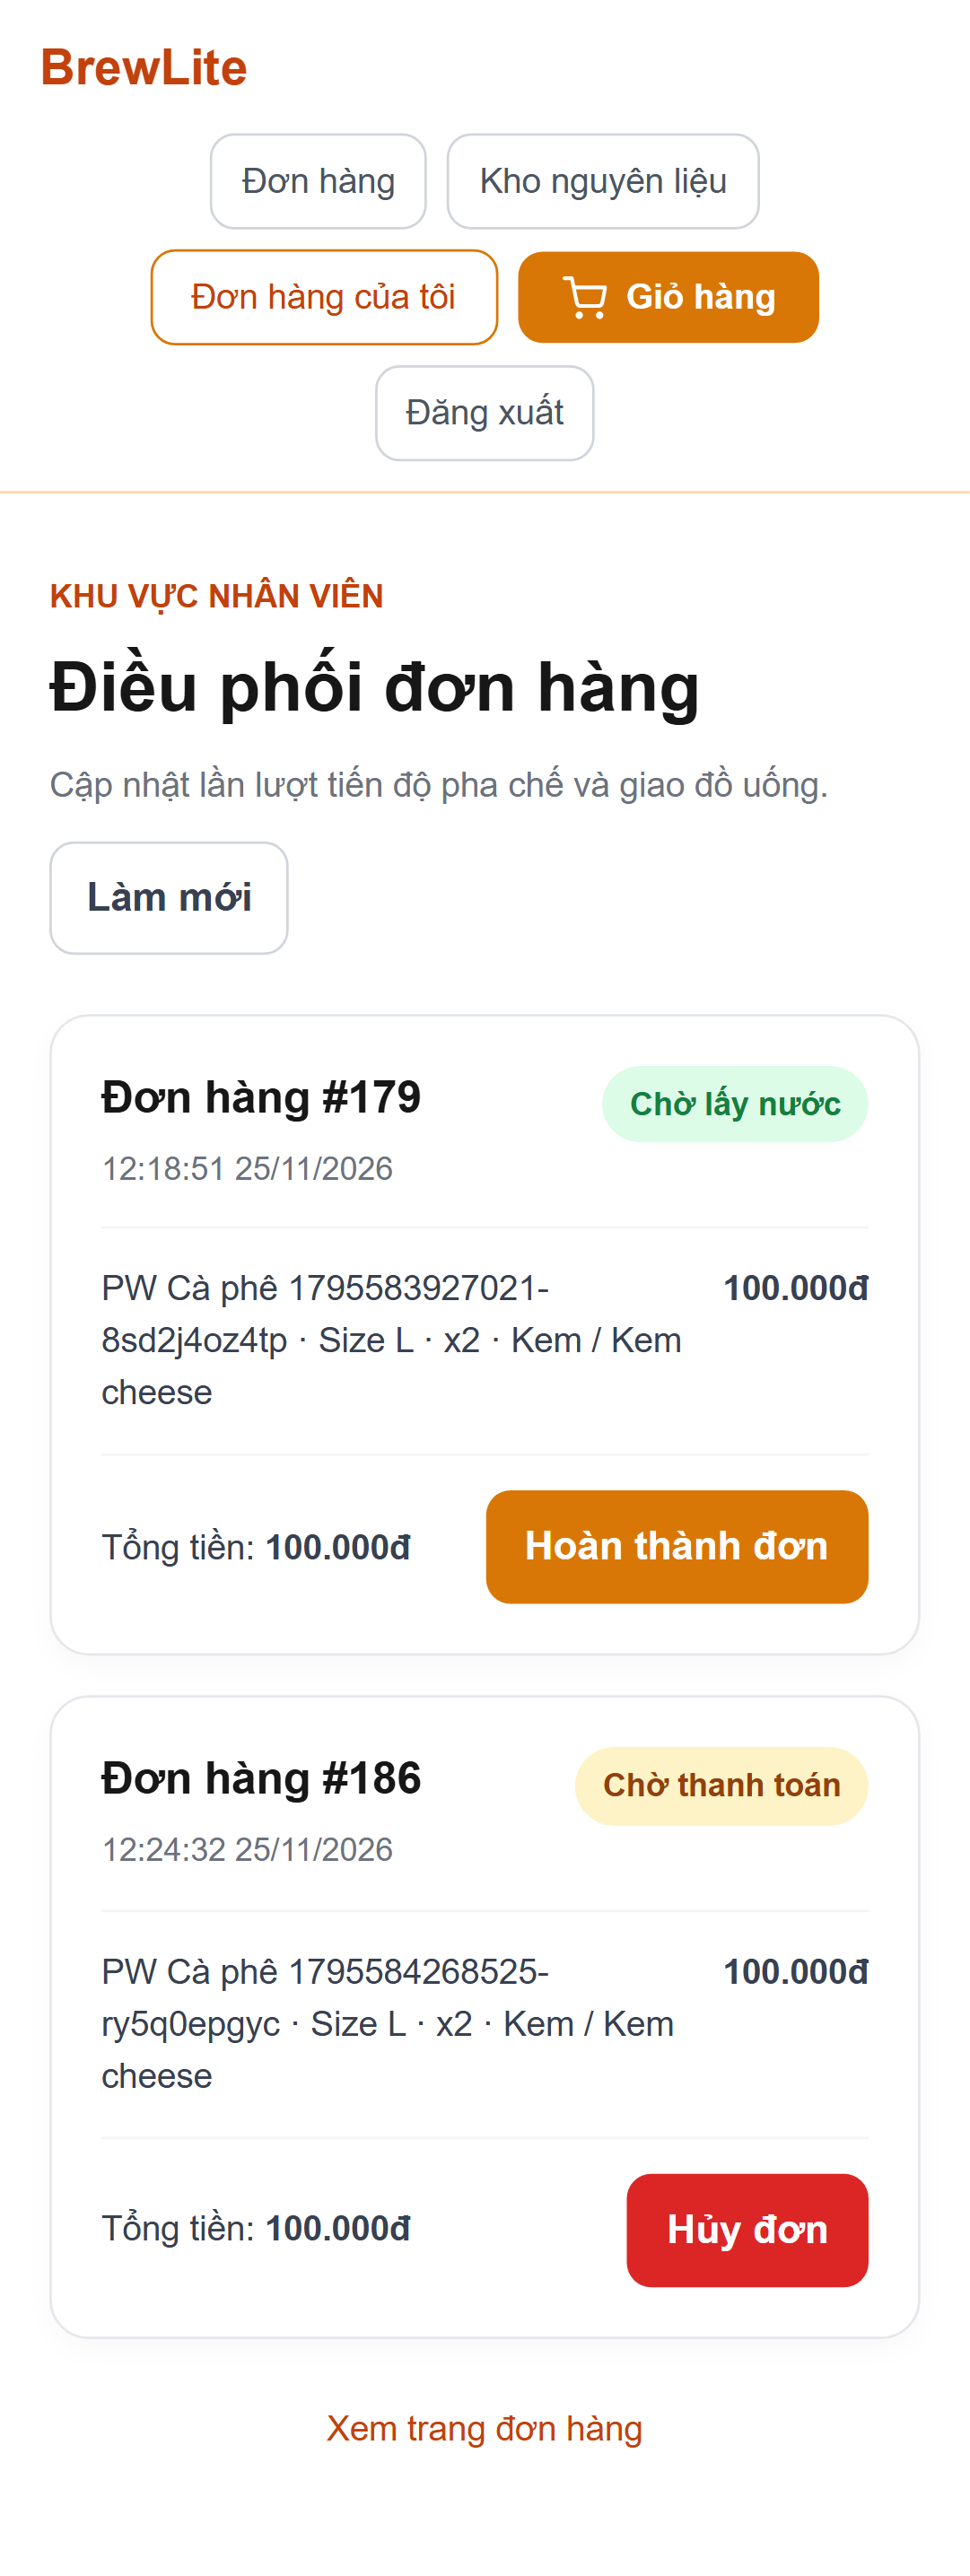 BrewLite
Đơn hàng
Kho nguyên liệu
Đơn hàng của tôi
Giỏ hàng
Đăng xuất
KHU VỰC NHÂN VIÊN
Điều phối đơn hàng
Cập nhật lần lượt tiến độ pha chế và giao đồ uống.
Làm mới
Đơn hàng #179
Chờ lấy nước
12:18:51 25/11/2026
PW Cà phê 1795583927021-
100.000đ
8sd2j4oz4tp · Size L · x2 · Kem / Kem
cheese
Tổng tiền: 100.000đ
Hoàn thành đơn
Đơn hàng #186
Chờ thanh toán
12:24:32 25/11/2026
PW Cà phê 1795584268525-
100.000đ
ry5q0epgyc · Size L · x2 · Kem / Kem
cheese
Tổng tiền: 100.000đ
Hủy đơn
Xem trang đơn hàng